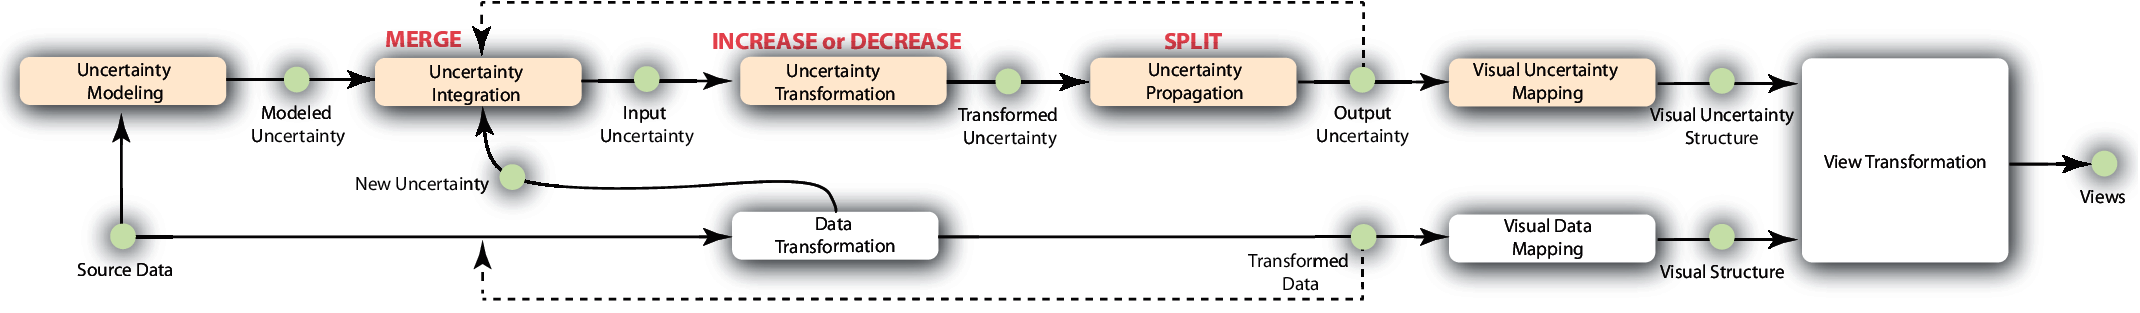 MERGE
INCREASE or DECREASE
SPLIT
Uncertainty
Modeling
Modeled
Uncertainty
Uncertainty
Integration
Input
Uncertainty
Uncertainty
Transformation
Transformed
Uncertainty
Uncertainty
Propagation
Output
Uncertainty
Visual Uncertainty
Mapping
Visual Uncertainty
Structure
View Transformation
Views
New Uncertainty
Source Data
Data
Transformation
Transformed
Data
Visual Data
Mapping
Visual Structure